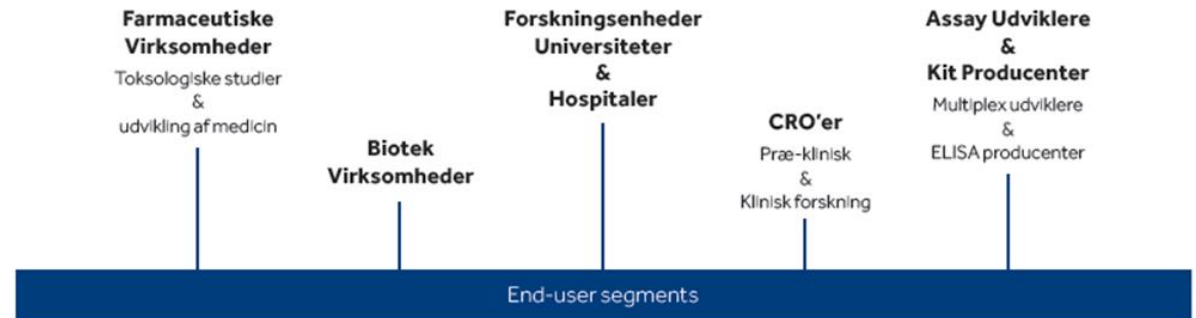 Farmaceutiske
Virksomheder
Toksologiske studier
&
udvikling af medicin
Biotek
Virksomheder
Forskningsenheder
Universiteter
&
Hospitaler
CRO'er
Præ-klinisk
&
Klinisk forskning
Assay Udviklere
&
Kit Producenter
Multiplex udviklere
&
ELISA producenter
End-user segments